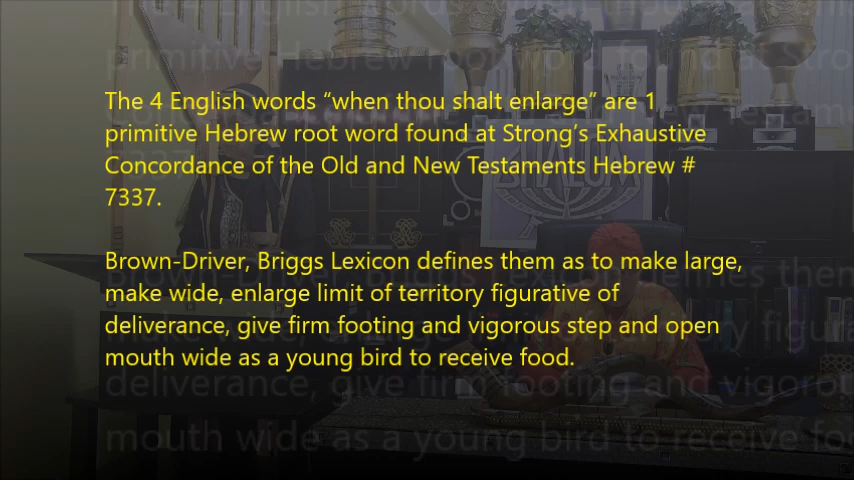 The 4 English words “when thou shalt enlarge” are 1
primitive Hebrew root word found at Strong’s Exhaustive
Concordance of the Old and New Testaments Hebrew #
7337.
Brown-Driver, Briggs Lexicon defines them as to make large,
make wide, enlarge limit of territory figurative of
deliverance, give firm footing and vigorous step and open
mouth wide as a young bird to receive food.
SHALOM